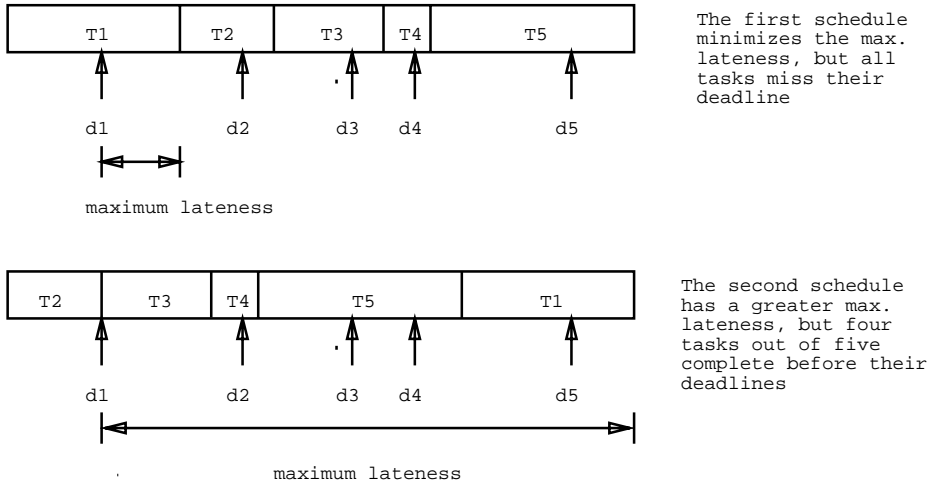 T1 T2 T3 T4 T5
The first schedule
minimizes the max.
lateness, but all
tasks miss their
deadline
d1 d2 d3 d4 d5
maximum lateness
T2 T3 T4 T5 T1
The second schedule
has a greater max.
lateness, but four
tasks out of five
complete before their
deadlines
d1 d2 d3 d4 d5
maximum lateness